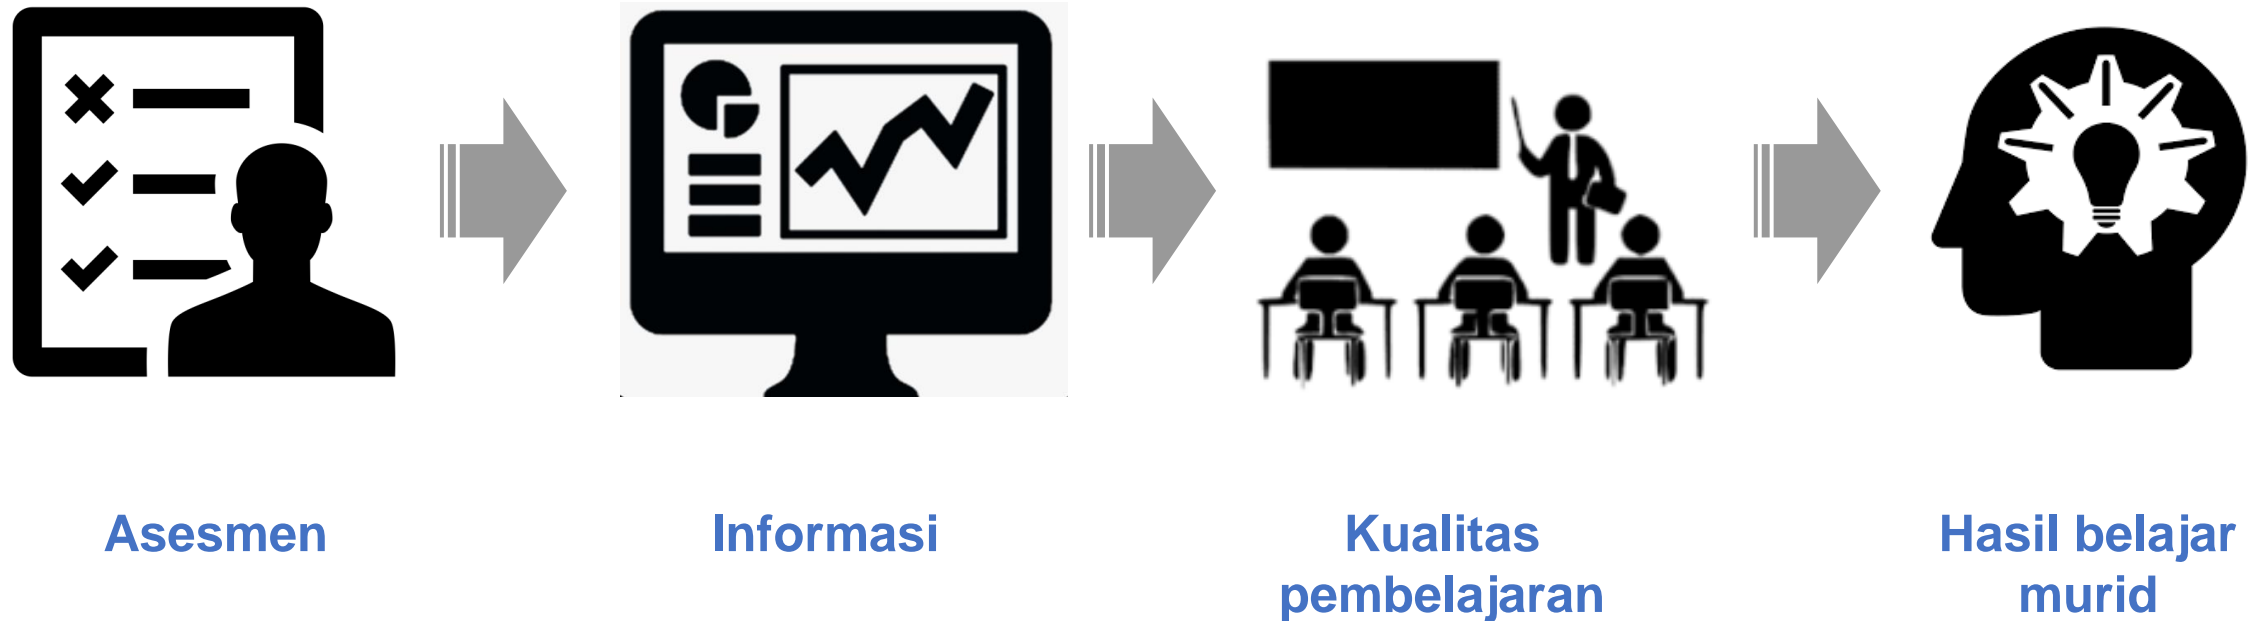 Asesmen
Informasi
Kualitas
pembelajaran
Hasil belajar
murid